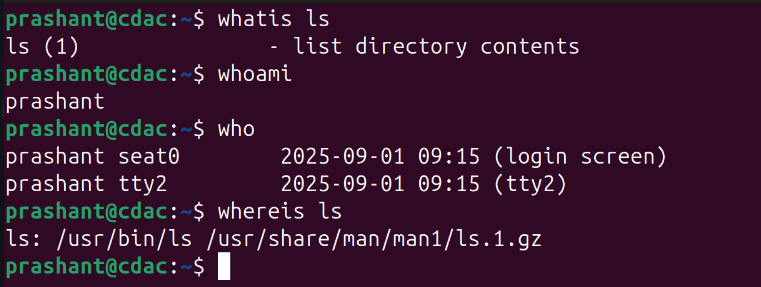 prashant@cdac:~$ whatis ls
ls (1)               - list directory contents
prashant@cdac:~$ whoami
prashant
prashant@cdac:~$ who
prashant seat0        2025-09-01 09:15 (login screen)
prashant tty2         2025-09-01 09:15 (tty2)
prashant@cdac:~$ whereis ls
ls: /usr/bin/ls /usr/share/man/man1/ls.1.gz
prashant@cdac:~$